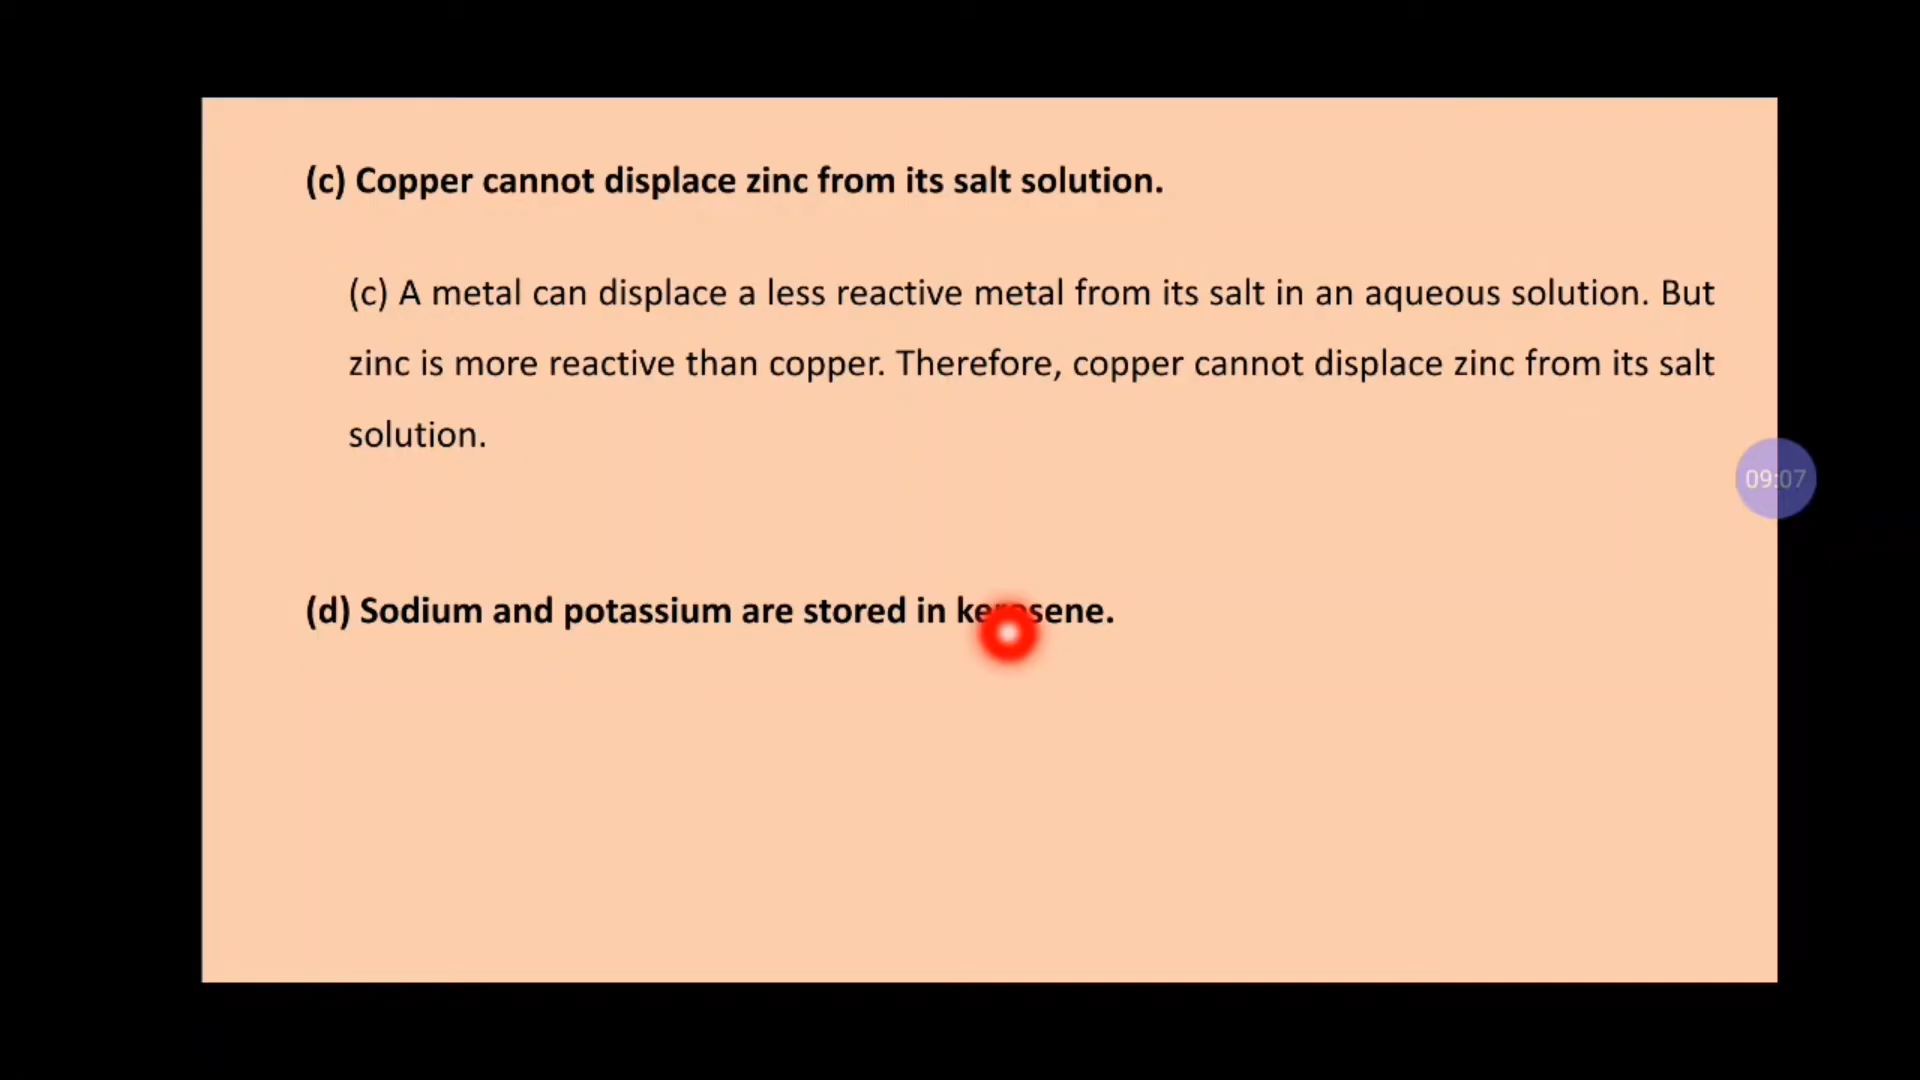 (c) Copper cannot displace zinc from its salt solution.
(c) A metal can displace a less reactive metal from its salt in an aqueous solution. But
zinc is more reactive than copper. Therefore, copper cannot displace zinc from its salt
solution.
09:07
(d) Sodium and potassium are stored in kerosene.